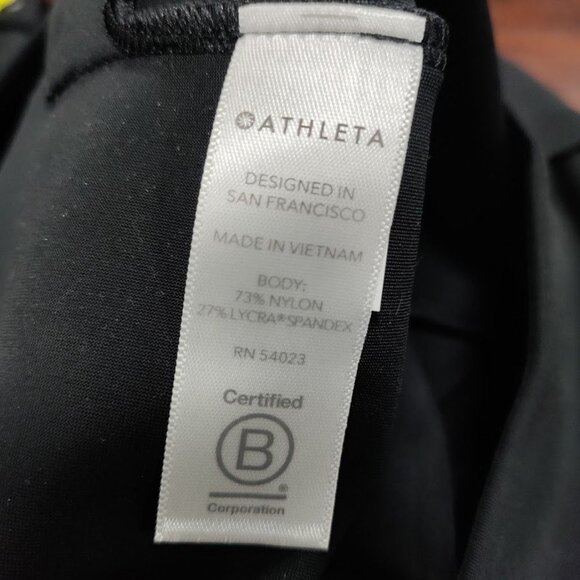 ATHLETA
DESIGNED IN
SAN FRANCISCO
MADE IN VIETNAM
BODY:
73% NYLON
27% LYCRA® SPANDEX
RN 54023
Certified
B
®
Corporation